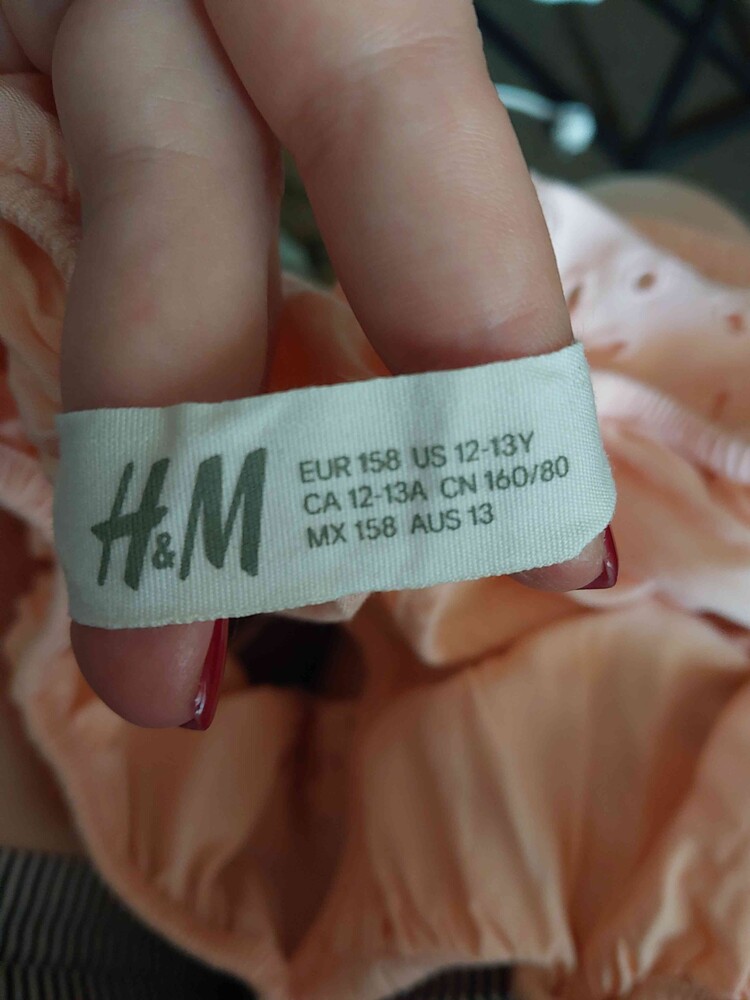 H&M
EUR 158 US 12-13Y
CA 12-13A CN 160/80
MX 158 AUS 13